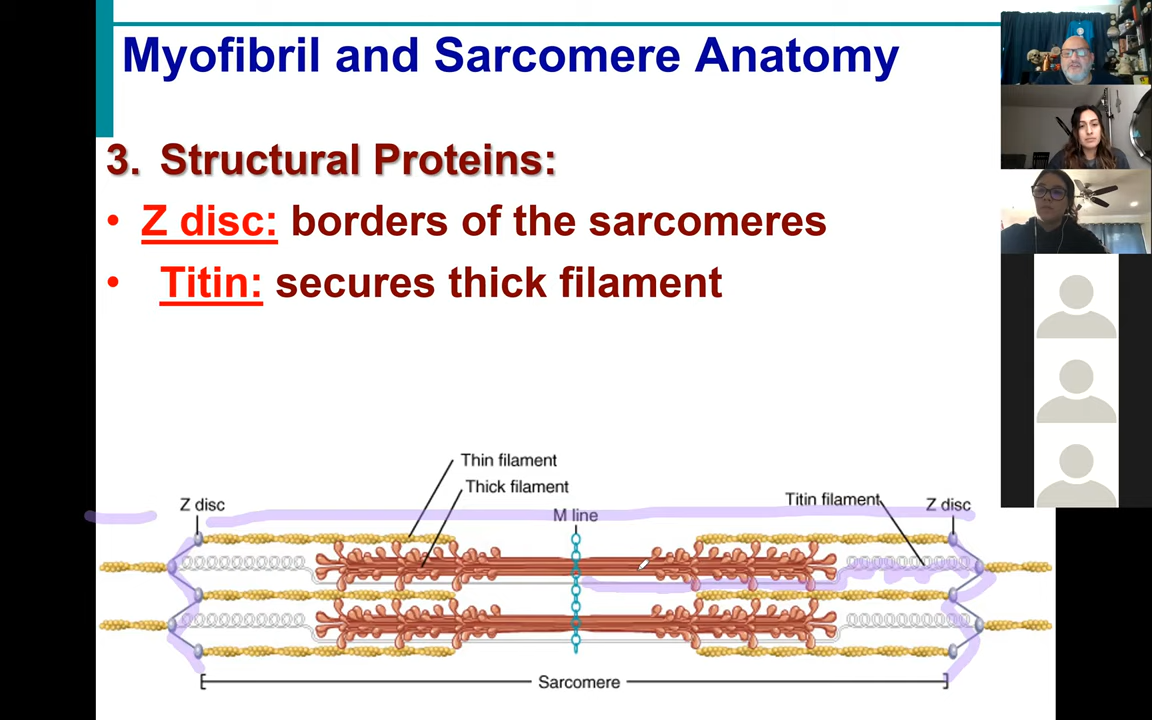 Myofibril and Sarcomere Anatomy
3. Structural Proteins:
• Z disc: borders of the sarcomeres
• Titin: secures thick filament
Thin filament
Thick filament
Z disc
M line
Titin filament
Z disc
Sarcomere